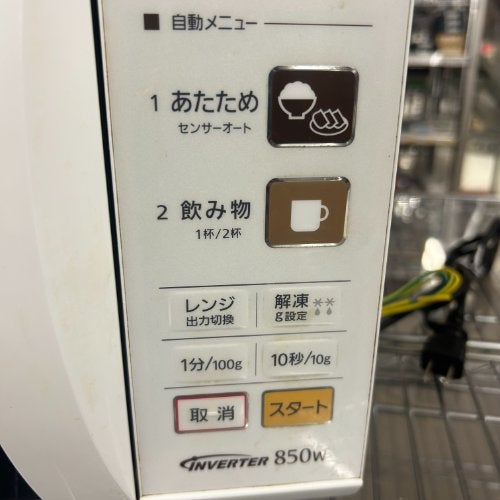 ■ 自動メニュー
1 あたため
センサーオート
2 飲み物
1杯/2杯
レンジ 解凍
出力切換 g設定
1分/100g 10秒/10g
取消 スタート
INVERTER 850W